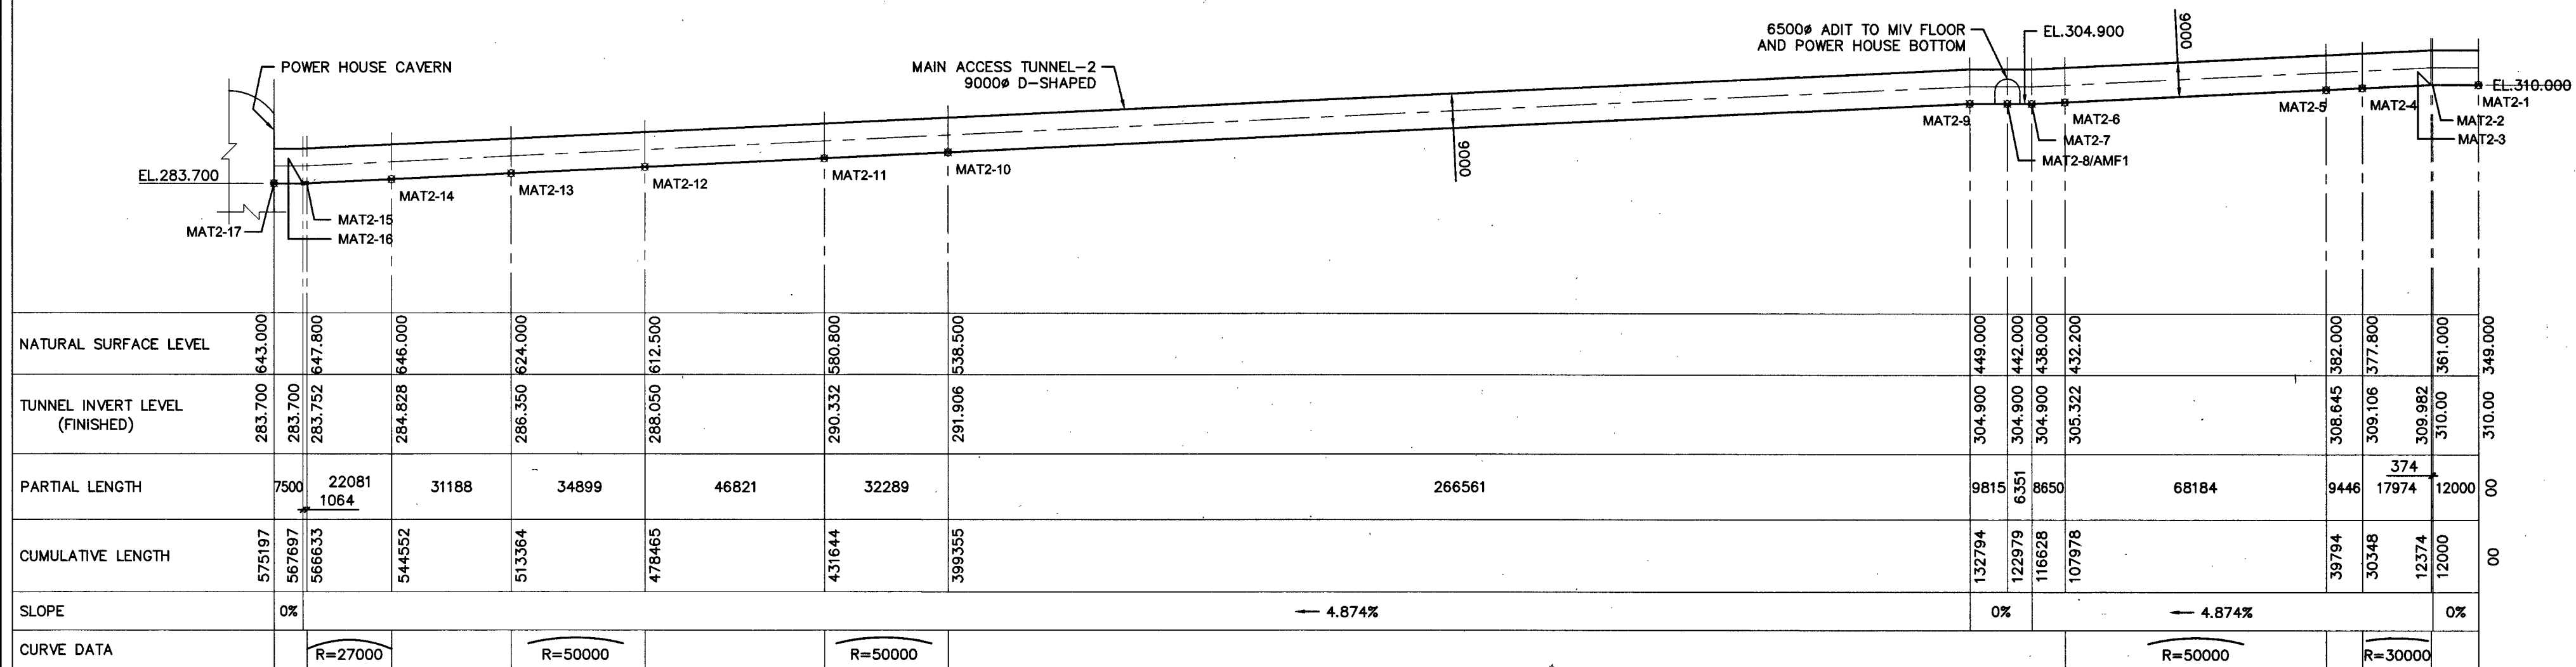 POWER HOUSE CAVERN
MAIN ACCESS TUNNEL-2
9000ø D-SHAPED
6500ø ADIT TO MIV FLOOR
AND POWER HOUSE BOTTOM
EL.304.900
9000
9000
EL.310.000
EL.283.700
MAT2-17
MAT2-15
MAT2-16
MAT2-14
MAT2-13
MAT2-12
MAT2-11
MAT2-10
MAT2-9
MAT2-6
MAT2-7
MAT2-8/AMF1
MAT2-5
MAT2-4
MAT2-1
MAT2-2
MAT2-3
NATURAL SURFACE LEVEL 643.000 647.800 646.000 624.000 612.500 580.800 538.500 449.000 442.000 438.000 432.200 382.000 377.800 361.000 349.000
TUNNEL INVERT LEVEL
(FINISHED)
283.700 283.700 283.752 284.828 286.350 288.050 290.332 291.906 304.900 304.900 304.900 305.322 308.645 309.106 309.982 310.00 310.00
PARTIAL LENGTH 7500 1064 22081 31188 34899 46821 32289 266561 9815 6351 8650 68184 9446 17974 374 12000 00
CUMULATIVE LENGTH 575197 567697 566633 544552 513364 478465 431644 399355 132794 122979 116628 107978 39794 30348 12374 12000 00
SLOPE 0% 4.874% 0% 4.874% 0%
CURVE DATA R=27000 R=50000 R=50000 R=50000 R=30000